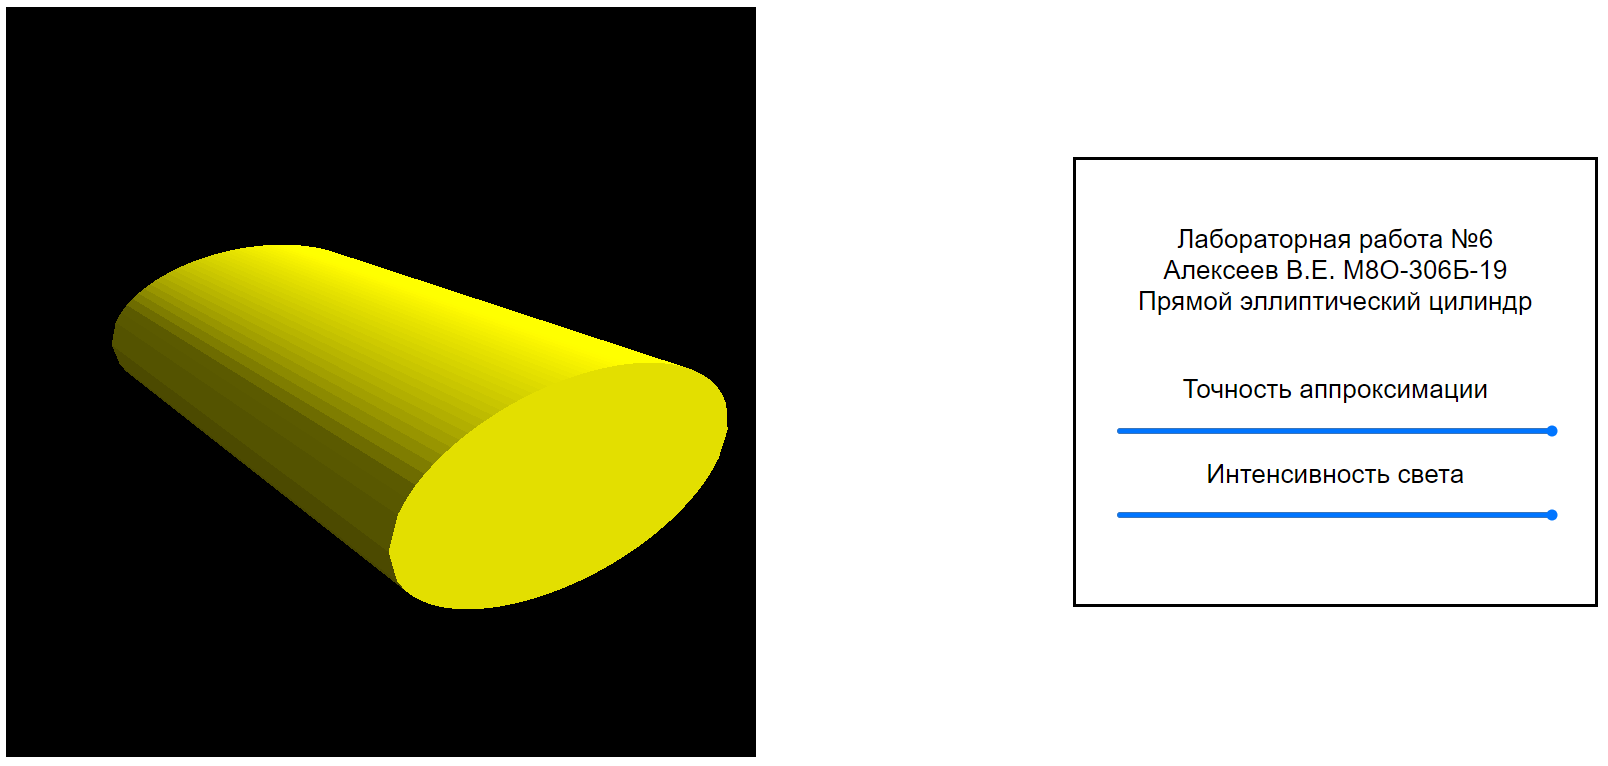 Лабораторная работа №6
Алексеев В.Е. М8О-306Б-19
Прямой эллиптический цилиндр
Точность аппроксимации
Интенсивность света